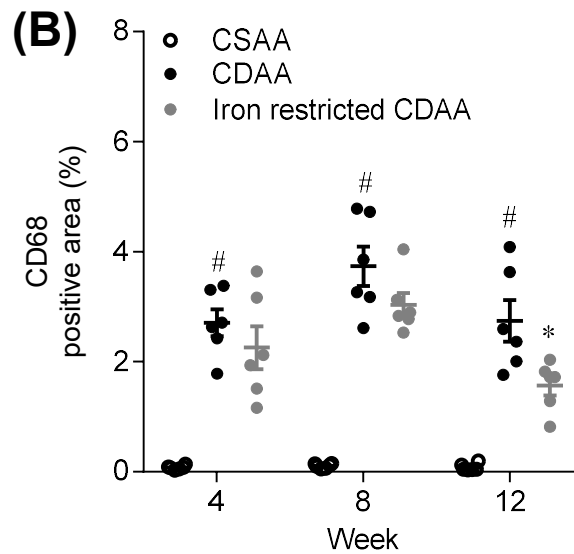 (B)
CSAA
CDAA
Iron restricted CDAA
CD68
positive area (%)
8
6
4
2
0
#
#
#
*
4
8
12
Week